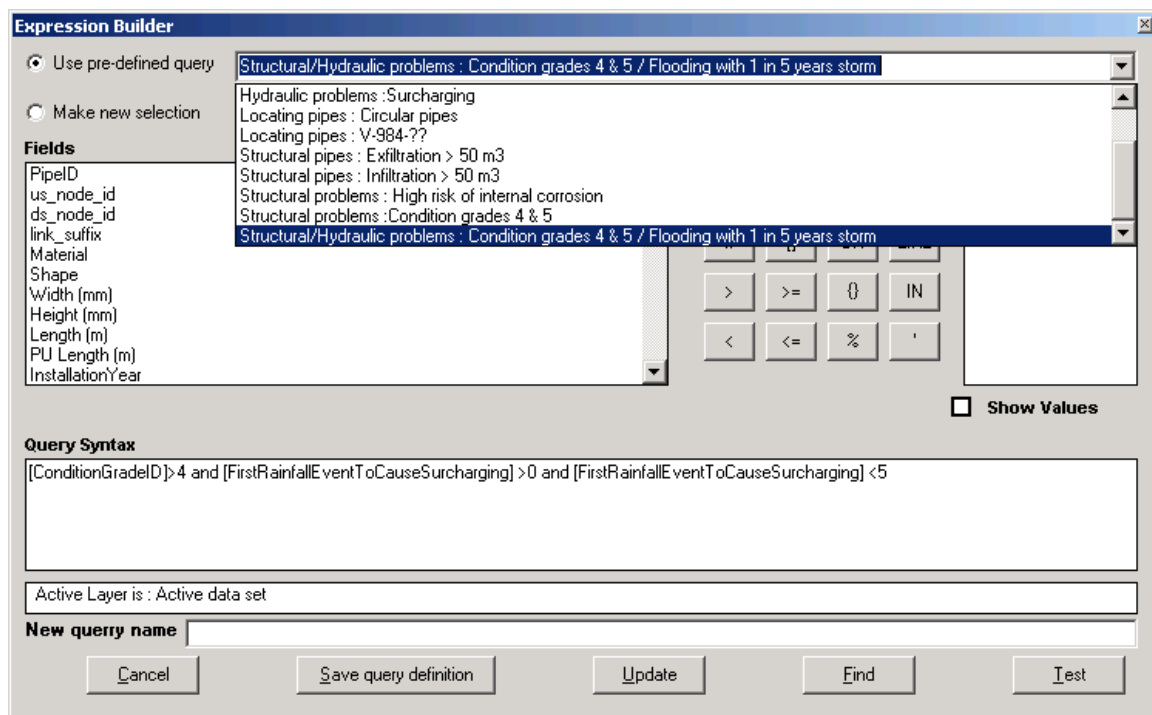 Expression Builder
Use pre-defined query
Structural/Hydraulic problems : Condition grades 4 & 5 / Flooding with 1 in 5 years storm
Hydraulic problems :Surcharging
Make new selection
Locating pipes : Circular pipes
Locating pipes : V-984-??
Structural pipes : Exfiltration > 50 m3
Structural pipes : Infiltration > 50 m3
Structural problems : High risk of internal corrosion
Structural problems :Condition grades 4 & 5
Structural/Hydraulic problems : Condition grades 4 & 5 / Flooding with 1 in 5 years storm
Fields
PipeID
us_node_id
ds_node_id
link_suffix
Material
Shape
Width (mm)
Height (mm)
Length (m)
PU Length (m)
InstallationYear
> >= {} IN
< <= % '
Show Values
Query Syntax
[ConditionGradeID]>4 and [FirstRainfallEventToCauseSurcharging] >0 and [FirstRainfallEventToCauseSurcharging] <5
Active Layer is : Active data set
New querry name
Cancel Save query definition Update Find Test